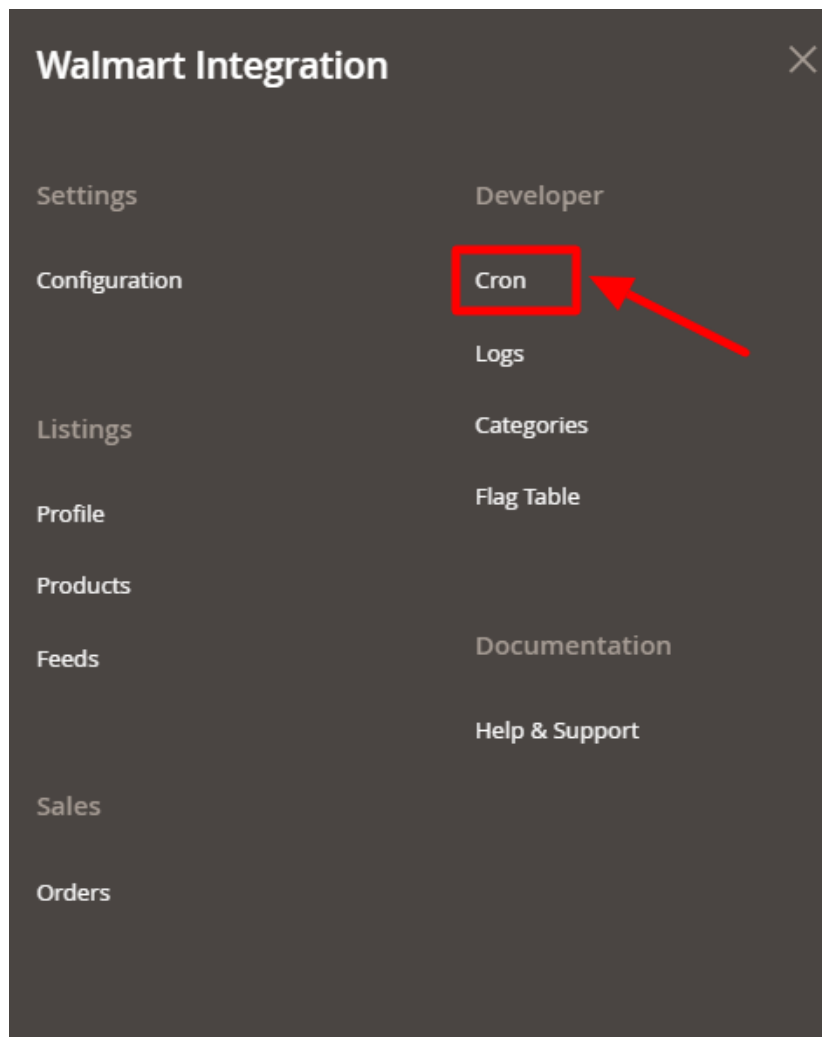 Walmart Integration
Settings
Configuration
Listings
Profile
Products
Feeds
Sales
Orders
Developer
Cron
Logs
Categories
Flag Table
Documentation
Help & Support